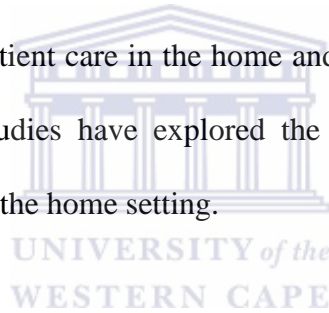 tient care in the home and
udies have explored the
the home setting.
UNIVERSITY of the
WESTERN CAPE